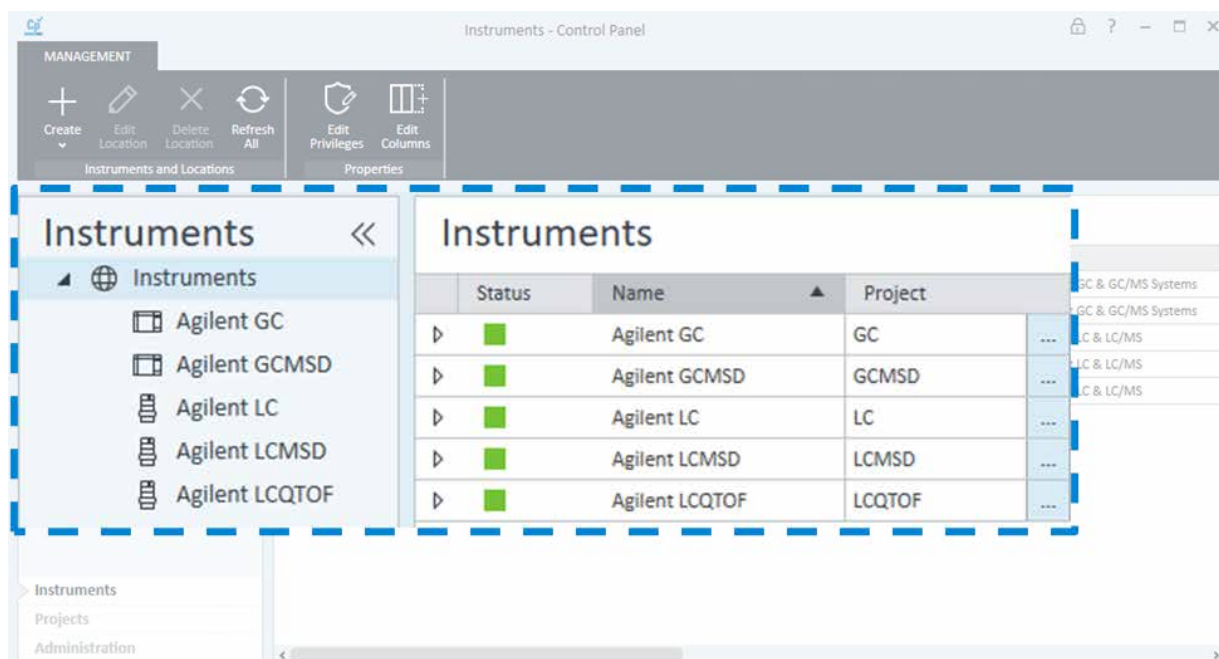 Cp
Instruments - Control Panel
?
MANAGEMENT
Create
Edit Location
Delete Location
Refresh All
Edit Privileges
Edit Columns
Instruments and Locations
Properties
Instruments
Instruments
Agilent GC
Agilent GCMSD
Agilent LC
Agilent LCMSD
Agilent LCQTOF
Instruments
Status Name Project
Agilent GC GC ... GC & GC/MS Systems
Agilent GCMSD GCMSD ... GC & GC/MS Systems
Agilent LC LC ... LC & LC/MS
Agilent LCMSD LCMSD ... LC & LC/MS
Agilent LCQTOF LCQTOF ... LC & LC/MS
Instruments
Projects
Administration